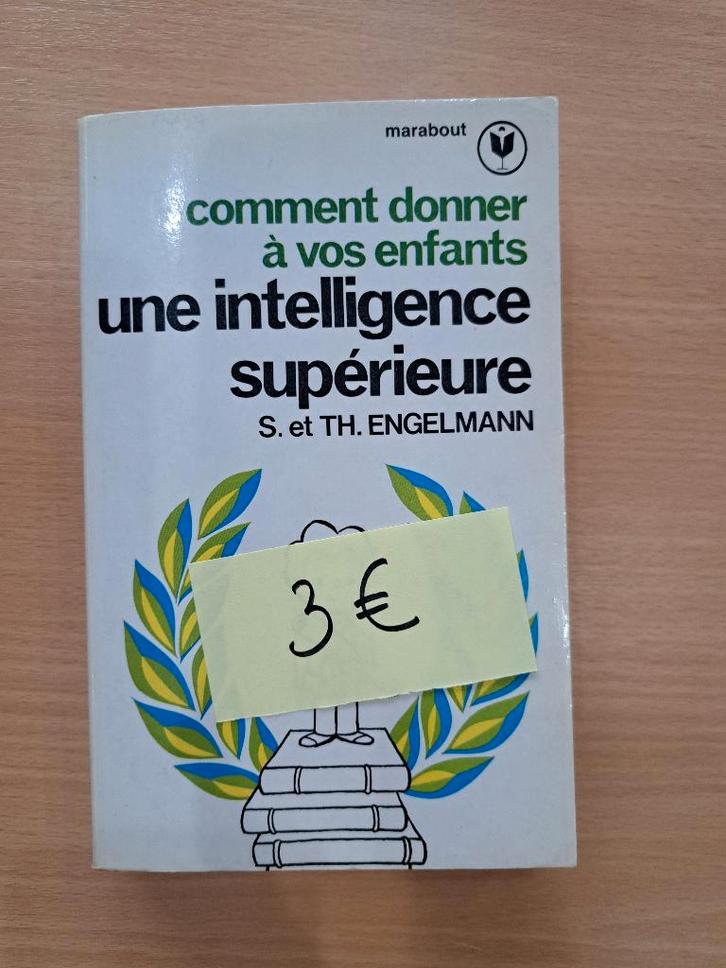 marabout
comment donner
à vos enfants
une intelligence
supérieure
S. et TH. ENGELMANN
3 €